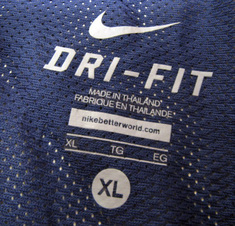 DRI-FIT
MADE IN THAILAND
FABRIQUE EN THAILANDE
nikebetterworld.com
XL TG EG
XL